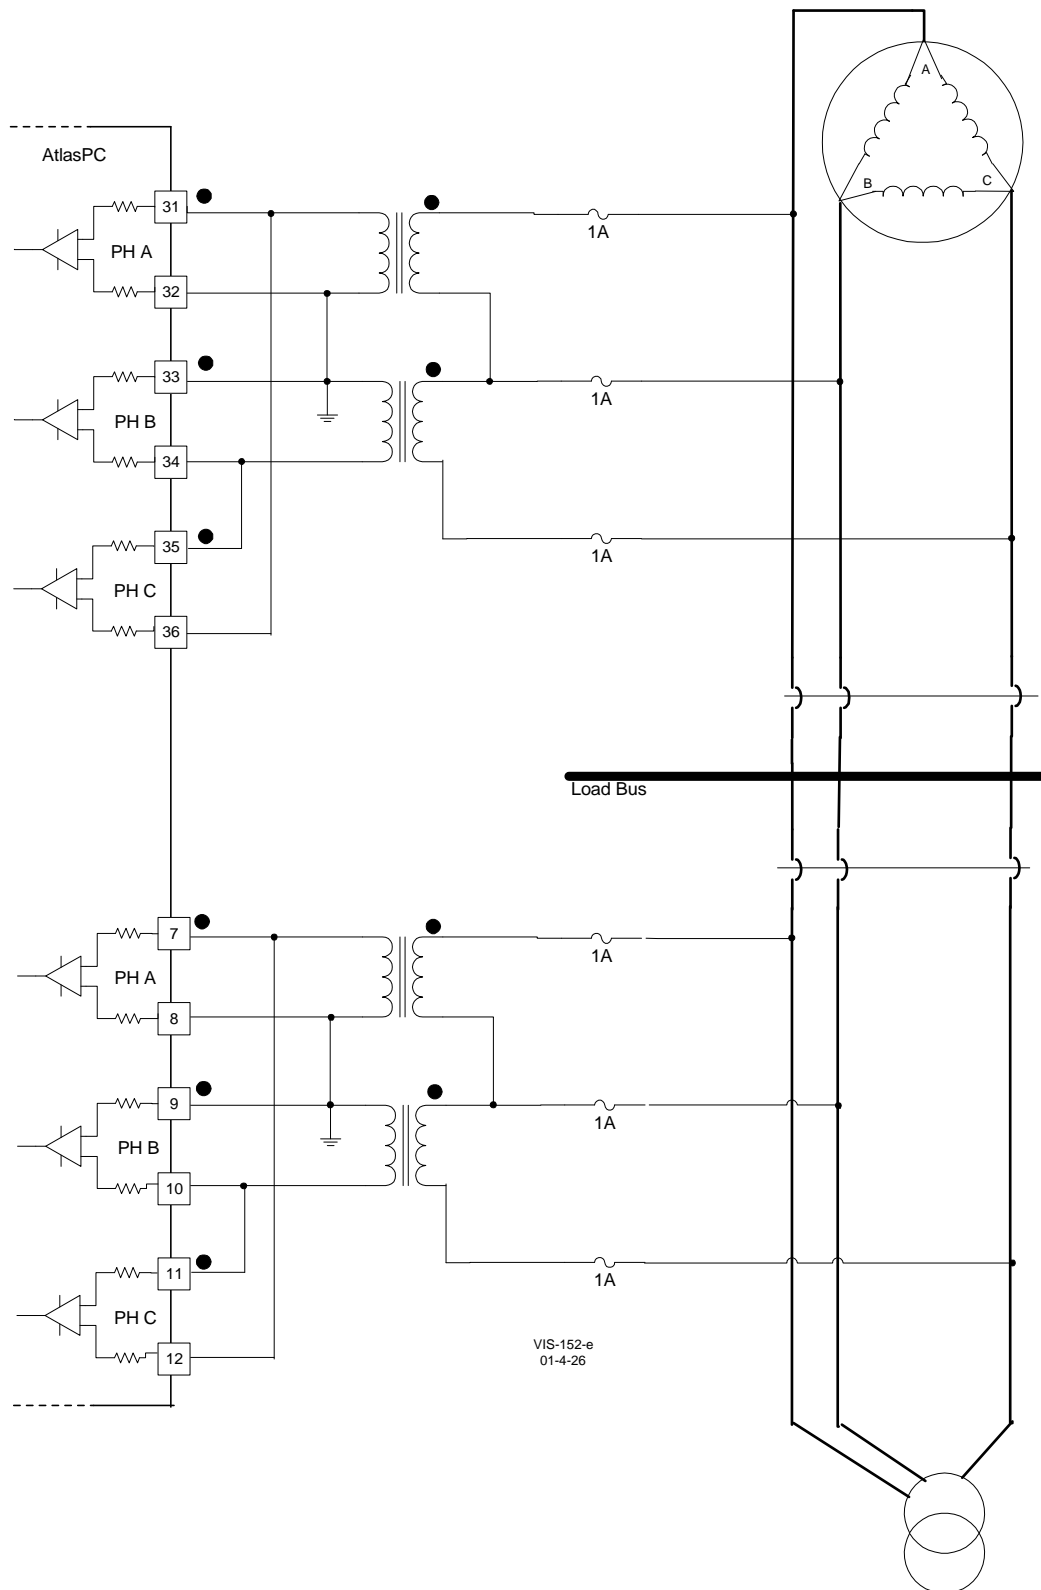 A
B
C
AtlasPC
31
PH A
32
1A
33
PH B
34
1A
35
PH C
36
1A
Load Bus
7
PH A
8
1A
9
PH B
10
1A
11
PH C
12
1A
VIS-152-e
01-4-26